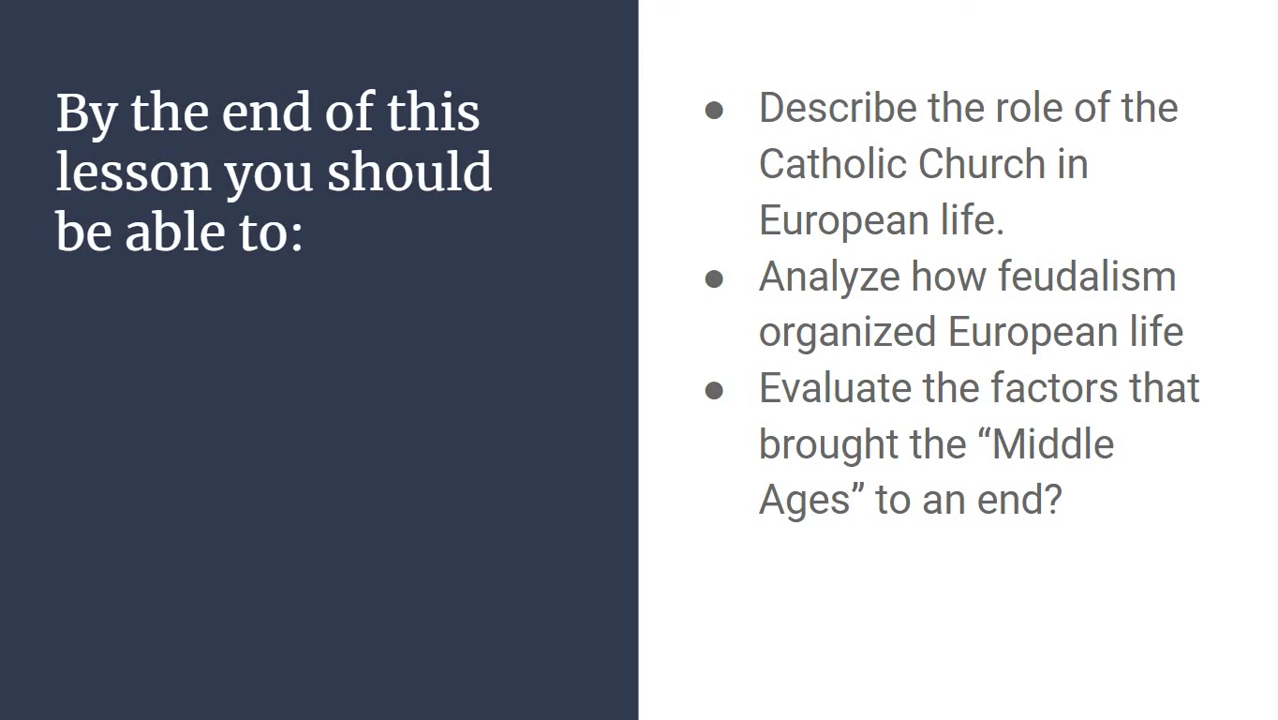 By the end of this
lesson you should
be able to:
● Describe the role of the
Catholic Church in
European life.
● Analyze how feudalism
organized European life
● Evaluate the factors that
brought the “Middle
Ages” to an end?